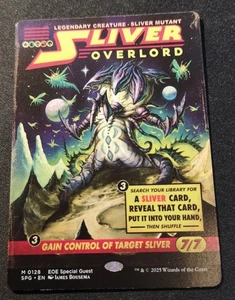 LEGENDARY CREATURE - SLIVER MUTANT
SLIVER
OVERLORD
3
SEARCH YOUR LIBRARY FOR
A SLIVER CARD,
REVEAL THAT CARD,
PUT IT INTO YOUR HAND,
THEN SHUFFLE
3
GAIN CONTROL OF TARGET SLIVER
7/7
M 0128 EOE Special Guest
SPG • EN James Bousema
& © 2025 Wizards of the Coast